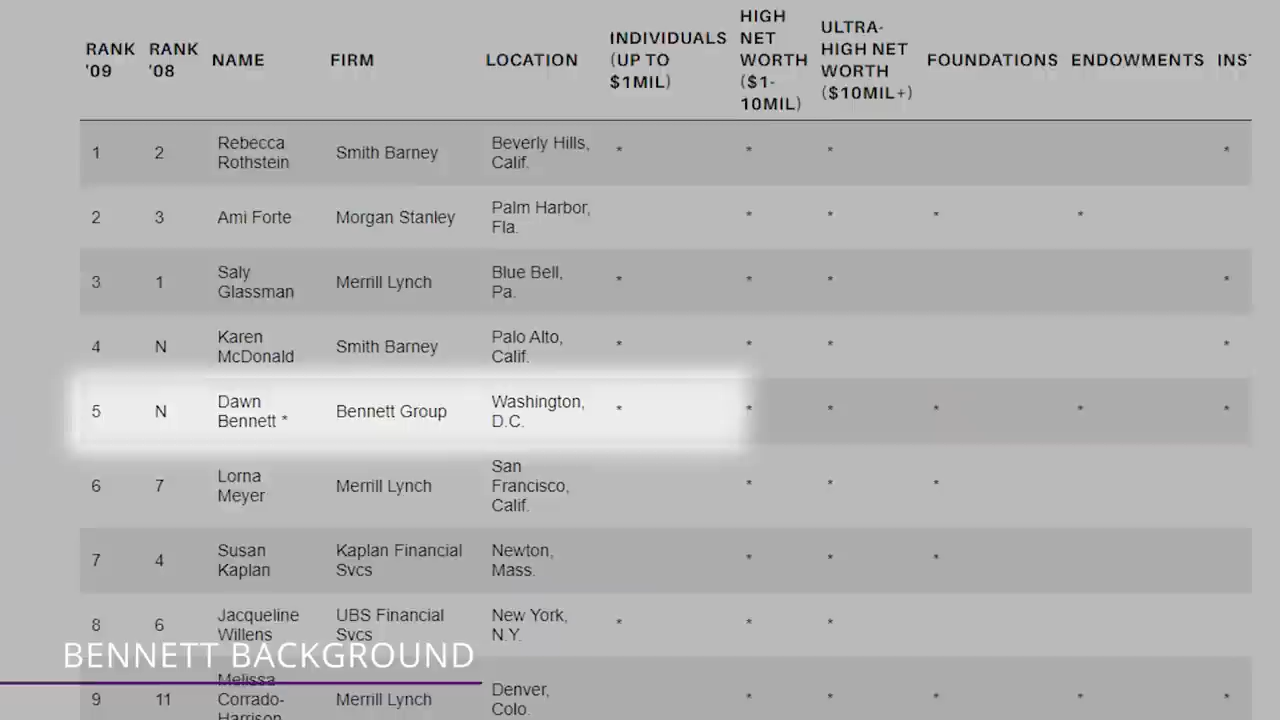 RANK '09 RANK '08 NAME FIRM LOCATION INDIVIDUALS (UP TO $1MIL) HIGH NET WORTH ($1-10MIL) ULTRA-HIGH NET WORTH ($10MIL+) FOUNDATIONS ENDOWMENTS INST
1 2 Rebecca Rothstein Smith Barney Beverly Hills, Calif. * * * *
2 3 Ami Forte Morgan Stanley Palm Harbor, Fla. * * * *
3 1 Saly Glassman Merrill Lynch Blue Bell, Pa. * * * *
4 N Karen McDonald Smith Barney Palo Alto, Calif. * * * *
5 N Dawn Bennett * Bennett Group Washington, D.C. * * * * * *
6 7 Lorna Meyer Merrill Lynch San Francisco, Calif. * * *
7 4 Susan Kaplan Kaplan Financial Svcs Newton, Mass. * * *
8 6 Jacqueline Willens UBS Financial Svcs New York, N.Y. * * *
BENNETT BACKGROUND
9 11 Melissa Corrado-Harrison Merrill Lynch Denver, Colo. * * * * *